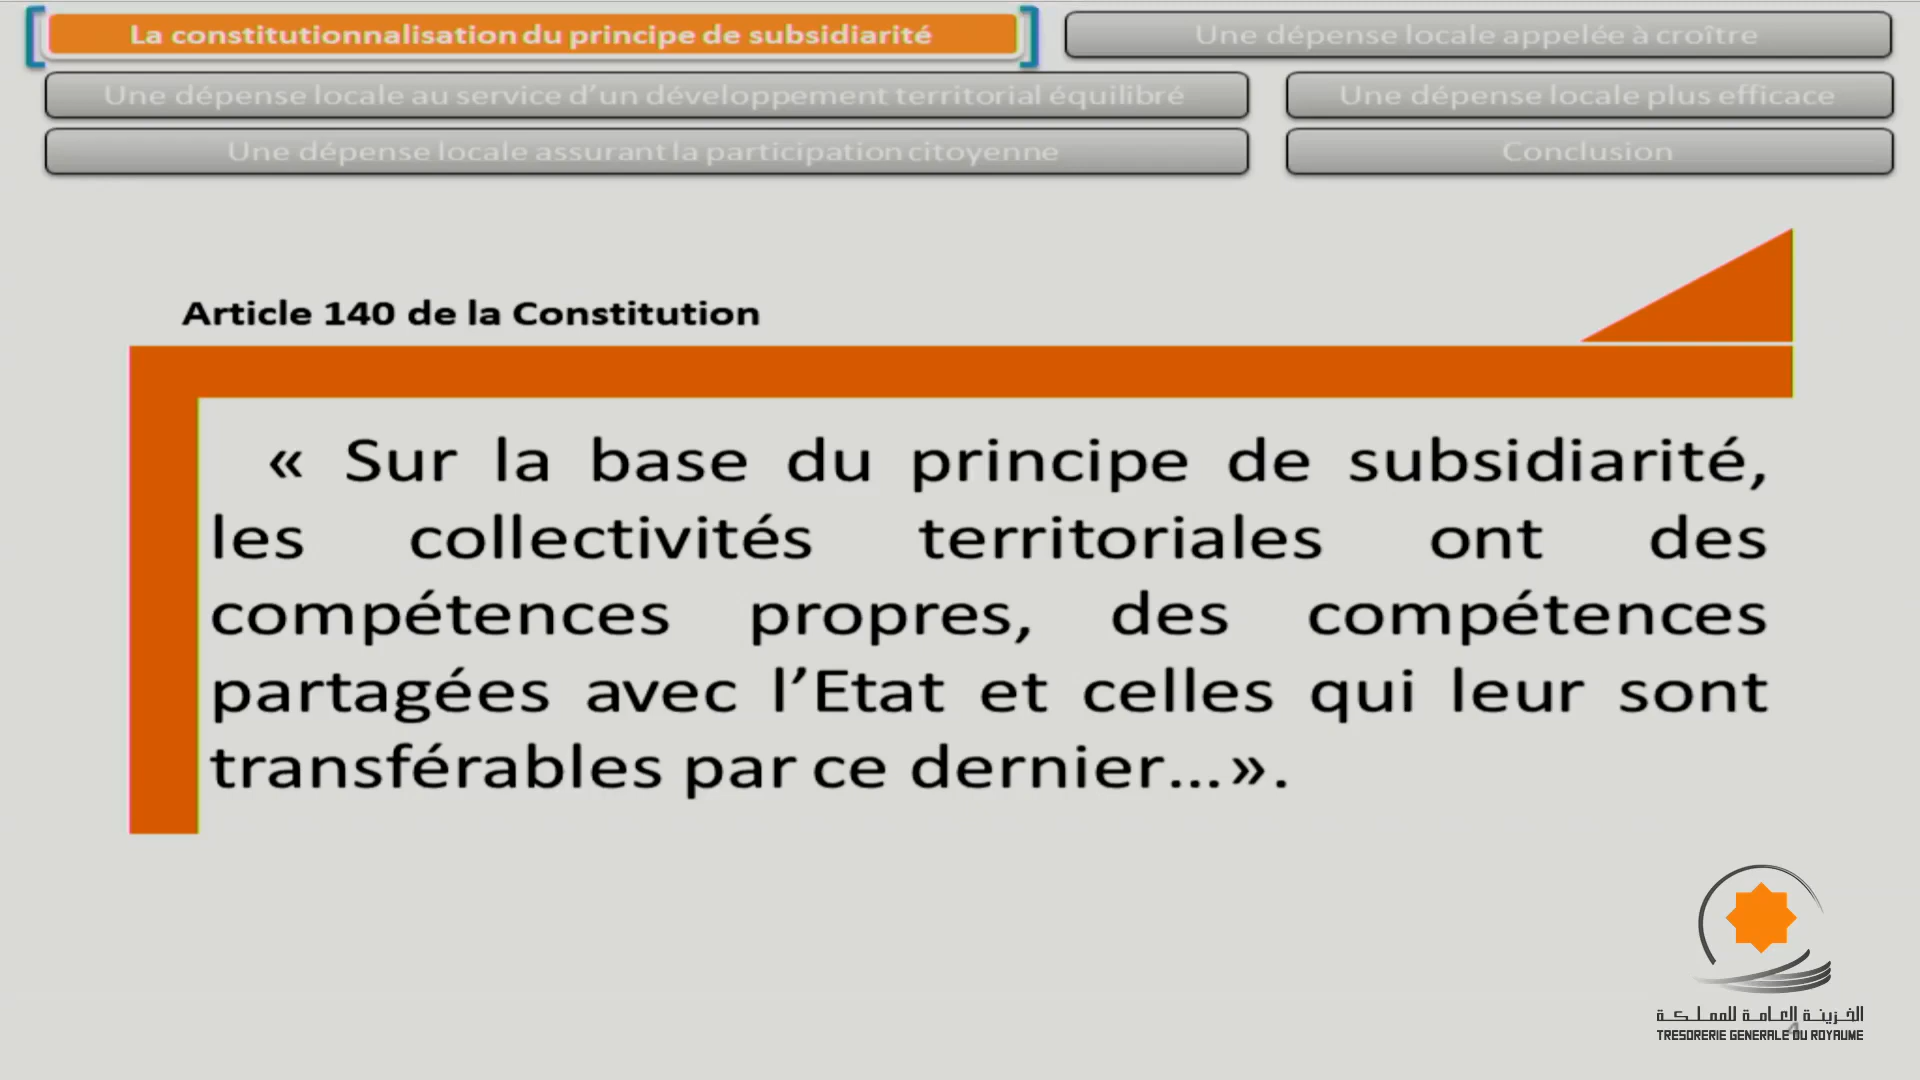 La constitutionnalisation du principe de subsidiarité
Une dépense locale appelée à croître
Une dépense locale au service d’un développement territorial équilibré
Une dépense locale plus efficace
Une dépense locale assurant la participation citoyenne
Conclusion
Article 140 de la Constitution
« Sur la base du principe de subsidiarité,
les collectivités territoriales ont des
compétences propres, des compétences
partagées avec l’Etat et celles qui leur sont
transférables par ce dernier...».
الخزينة العامة للمملكة
TRESORERIE GENERALE DU ROYAUME